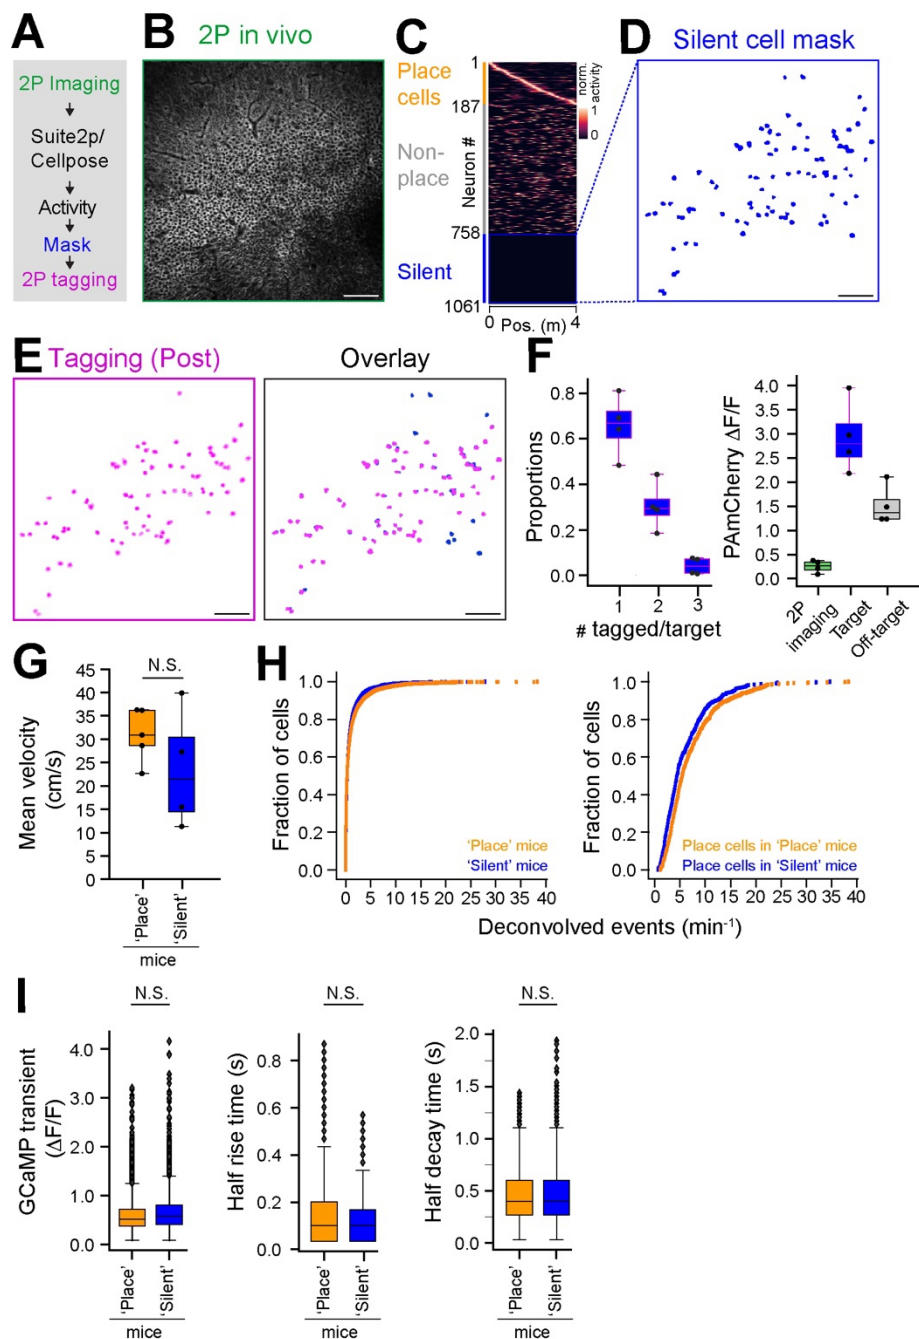 A
2P Imaging
Suite2p/
Cellpose
Activity
Mask
2P tagging
B
2P in vivo
C
Place
cells
Non-
place
Silent
Neuron #
1
187
758
1061
0
4
Pos. (m)
norm.
activity
1
0
D
Silent cell mask
E
Tagging (Post)
Overlay
F
Proportions
0.8
0.6
0.4
0.2
0.0
1
2
3
# tagged/target
PAmCherry ΔF/F
4.0
3.5
3.0
2.5
2.0
1.5
1.0
0.5
0.0
2P
imaging
Target
Off-target
G
N.S.
Mean velocity
(cm/s)
45
40
35
30
25
20
15
10
5
0
'Place'
'Silent'
mice
H
Fraction of cells
1.0
0.8
0.6
0.4
0.2
0.0
'Place' mice
'Silent' mice
0 5 10 15 20 25 30 35 40
Fraction of cells
1.0
0.8
0.6
0.4
0.2
0.0
Place cells in 'Place' mice
Place cells in 'Silent' mice
0 5 10 15 20 25 30 35 40
Deconvolved events (min⁻¹)
I
N.S.
GCaMP transient
(ΔF/F)
4.0
3.0
2.0
1.0
0.0
'Place'
'Silent'
mice
N.S.
Half rise time (s)
0.8
0.6
0.4
0.2
0.0
'Place'
'Silent'
mice
N.S.
Half decay time (s)
2.0
1.5
1.0
0.5
0.0
'Place'
'Silent'
mice